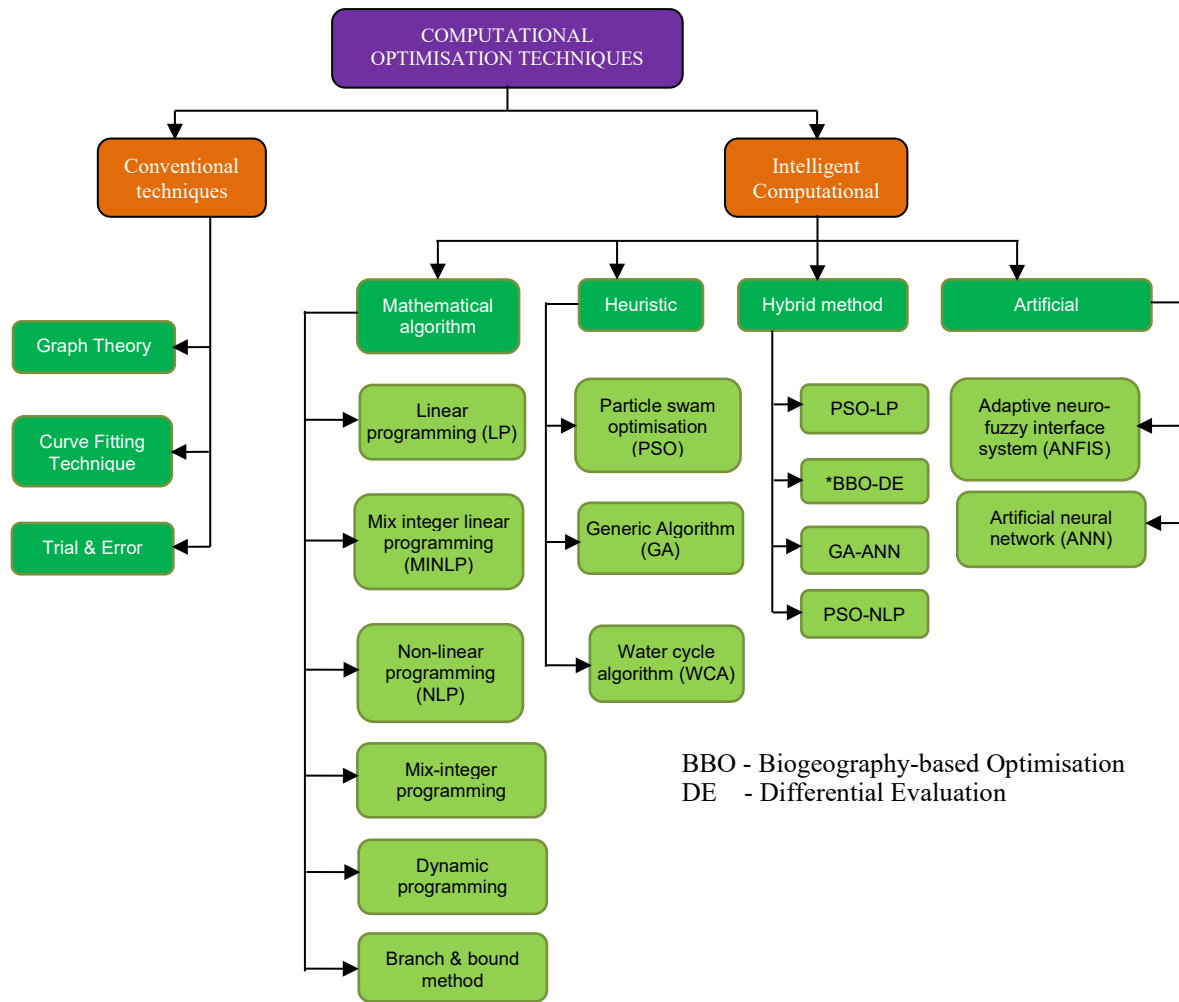 COMPUTATIONAL
OPTIMISATION TECHNIQUES
Conventional
techniques
Intelligent
Computational
Graph Theory
Curve Fitting
Technique
Trial & Error
Mathematical
algorithm
Linear
programming (LP)
Mix integer linear
programming
(MINLP)
Non-linear
programming
(NLP)
Mix-integer
programming
Dynamic
programming
Branch & bound
method
Heuristic
Particle swam
optimisation
(PSO)
Generic Algorithm
(GA)
Water cycle
algorithm (WCA)
Hybrid method
PSO-LP
*BBO-DE
GA-ANN
PSO-NLP
Artificial
Adaptive neuro-
fuzzy interface
system (ANFIS)
Artificial neural
network (ANN)
BBO - Biogeography-based Optimisation
DE - Differential Evaluation